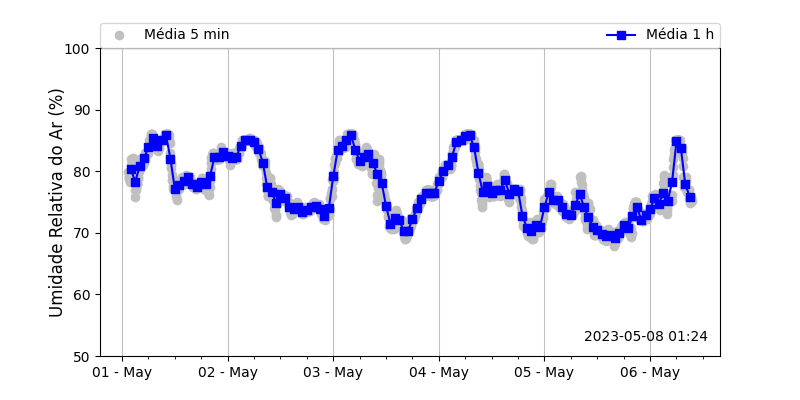 Média 5 min
Média 1 h
Umidade Relativa do Ar (%)
100
90
80
70
60
50
2023-05-08 01:24
01 - May
02 - May
03 - May
04 - May
05 - May
06 - May